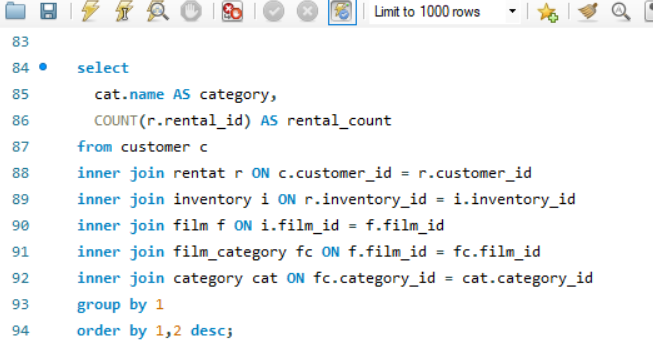 Limit to 1000 rows
83
84 select
85 cat.name AS category,
86 COUNT(r.rental_id) AS rental_count
87 from customer c
88 inner join rentat r ON c.customer_id = r.customer_id
89 inner join inventory i ON r.inventory_id = i.inventory_id
90 inner join film f ON i.film_id = f.film_id
91 inner join film_category fc ON f.film_id = fc.film_id
92 inner join category cat ON fc.category_id = cat.category_id
93 group by 1
94 order by 1,2 desc;